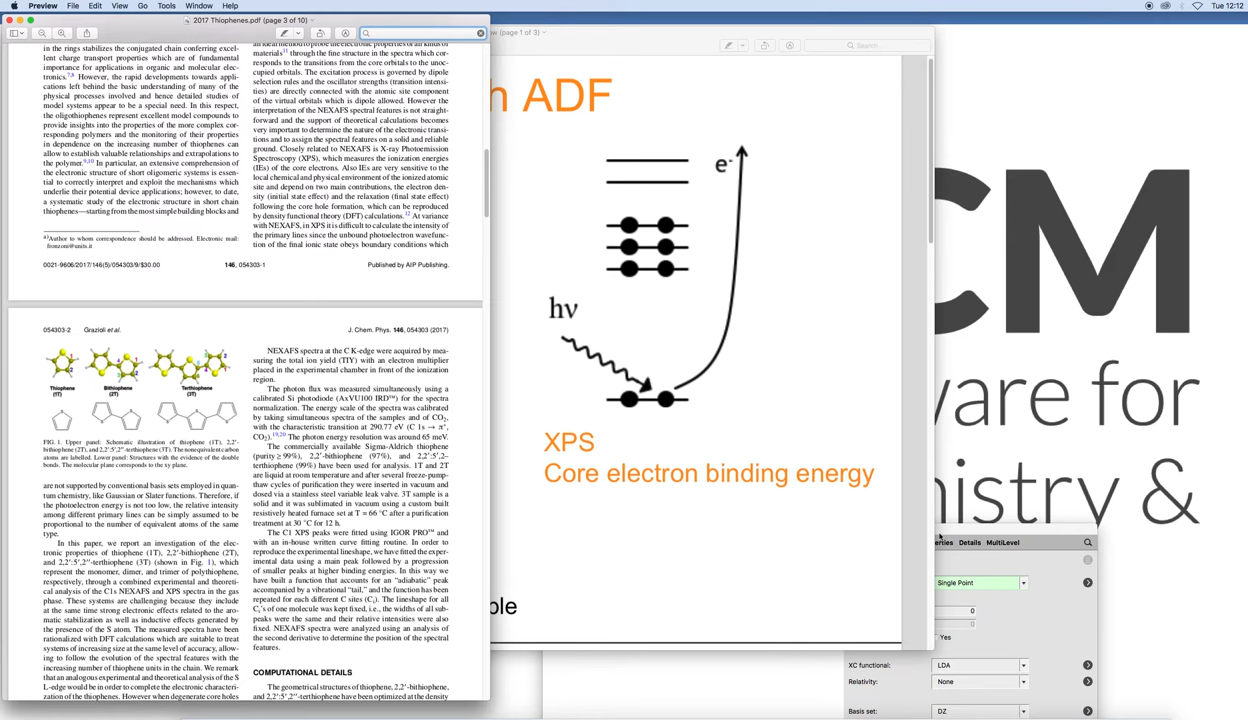 Preview File Edit View Go Tools Window Help
Tue 12:12
2017 Thiophenes.pdf (page 3 of 10)
in the rings stabilizes the conjugated chain conferring excel-
lent charge transport properties which are of fundamental
importance for applications in organic and molecular elec-
tronics.7,8 However, the rapid developments towards appli-
cations left behind the basic understanding of many of the
physical processes involved and hence detailed studies of
model systems appear to be a special need. In this respect,
the oligothiophenes represent excellent model compounds to
provide insights into the properties of the more complex cor-
responding polymers and the monitoring of their properties
in dependence on the increasing number of thiophenes can
allow to establish valuable relationships and extrapolations to
the polymer.9,10 In particular, an extensive comprehension of
the electronic structure of short oligomeric systems is essen-
tial to correctly interpret and exploit the mechanisms which
underlie their potential device applications; however, to date,
a systematic study of the electronic structure in short chain
thiophenes—starting from the most simple building blocks and
a)Author to whom correspondence should be addressed. Electronic mail:
fronzoni@units.it
materials11 through the fine structure in the spectra which cor-
responds to the transitions from the core orbitals to the unoc-
cupied orbitals. The excitation process is governed by dipole
selection rules and the oscillator strengths (transition intensi-
ties) are directly connected with the atomic site component
of the virtual orbitals which is dipole allowed. However the
interpretation of the NEXAFS spectral features is not straight-
forward and the support of theoretical calculations becomes
very important to determine the nature of the electronic transi-
tions and to assign the spectral features on a solid and reliable
ground. Closely related to NEXAFS is X-ray Photoemission
Spectroscopy (XPS), which measures the ionization energies
(IEs) of the core electrons. Also IEs are very sensitive to the
local chemical and physical environment of the ionized atomic
site and depend on two main contributions, the electron den-
sity (initial state effect) and the relaxation (final state effect)
following the core hole formation, which can be reproduced
by density functional theory (DFT) calculations.12 At variance
with NEXAFS, in XPS it is difficult to calculate the intensity of
the primary lines since the unbound photoelectron wavefunc-
tion of the final ionic state obeys boundary conditions which
0021-9606/2017/146(5)/054303/9/$30.00
146, 054303-1
Published by AIP Publishing.
054303-2 Grazioli et al.
J. Chem. Phys. 146, 054303 (2017)
Thiophene
(1T)
Bithiophene
(2T)
Terthiophene
(3T)
FIG. 1. Upper panel: Schematic illustration of thiophene (1T), 2,2'-
bithiophene (2T), and 2,2':5',2''-terthiophene (3T). The nonequivalent carbon
atoms are labelled. Lower panel: Structures with the evidence of the double
bonds. The molecular plane corresponds to the xy plane.
are not supported by conventional basis sets employed in quan-
tum chemistry, like Gaussian or Slater functions. Therefore, if
the photoelectron energy is not too low, the relative intensity
among different primary lines can be simply assumed to be
proportional to the number of equivalent atoms of the same
type.
In this paper, we report an investigation of the elec-
tronic properties of thiophene (1T), 2,2'-bithiophene (2T),
and 2,2':5',2''-terthiophene (3T) (shown in Fig. 1), which
represent the monomer, dimer, and trimer of polythiophene,
respectively, through a combined experimental and theoreti-
cal analysis of the C1s NEXAFS and XPS spectra in the gas
phase. These systems are challenging because they include
at the same time strong electronic effects related to the aro-
matic stabilization as well as inductive effects generated by
the presence of the S atom. The measured spectra have been
rationalized with DFT calculations which are suitable to treat
systems of increasing size at the same level of accuracy, allow-
ing to follow the evolution of the spectral features with the
increasing number of thiophene units in the chain. We remark
that an analogous experimental and theoretical analysis of the S
L-edge would be in order to complete the electronic characteri-
zation of the thiophenes. However when degenerate core holes
NEXAFS spectra at the C K-edge were acquired by mea-
suring the total ion yield (TIY) with an electron multiplier
placed in the experimental chamber in front of the ionization
region.
The photon flux was measured simultaneously using a
calibrated Si photodiode (AxVU100 IRD™) for the spectra
normalization. The energy scale of the spectra was calibrated
by taking simultaneous spectra of the samples and of CO2,
with the characteristic transition at 290.77 eV (C 1s → π*,
CO2).19,20 The photon energy resolution was around 65 meV.
The commercially available Sigma-Aldrich thiophene
(purity ≥ 99%), 2,2'-bithiophene (97%), and 2,2':5',2–
terthiophene (99%) have been used for analysis. 1T and 2T
are liquid at room temperature and after several freeze-pump-
thaw cycles of purification they were inserted in vacuum and
dosed via a stainless steel variable leak valve. 3T sample is a
solid and it was sublimated in vacuum using a custom built
resistively heated furnace set at T = 66 °C after a purification
treatment at 30 °C for 12 h.
The C1 XPS peaks were fitted using IGOR PRO™ and
with an in-house written curve fitting routine. In order to
reproduce the experimental lineshape, we have fitted the exper-
imental data using a main peak followed by a progression
of smaller peaks at higher binding energies. In this way we
have built a function that accounts for an “adiabatic” peak
accompanied by a vibrational “tail,” and the function has been
repeated for each different C sites (Ci). The lineshape for all
Ci's of one molecule was kept fixed, i.e., the widths of all sub-
peaks were the same and their relative intensities were also
fixed. NEXAFS spectra were analyzed using an analysis of
the second derivative to determine the position of the spectral
features.
COMPUTATIONAL DETAILS
The geometrical structures of thiophene, 2,2'-bithiophene,
and 2,2':5',2''-terthiophene have been optimized at the density
(page 1 of 3)
Search
h ADF
e-
hν
XPS
Core electron binding energy
ble
CM
are for
istry &
erties Details MultiLevel
Single Point
0
0
Yes
XC functional: LDA
Relativity: None
Basis set: DZ